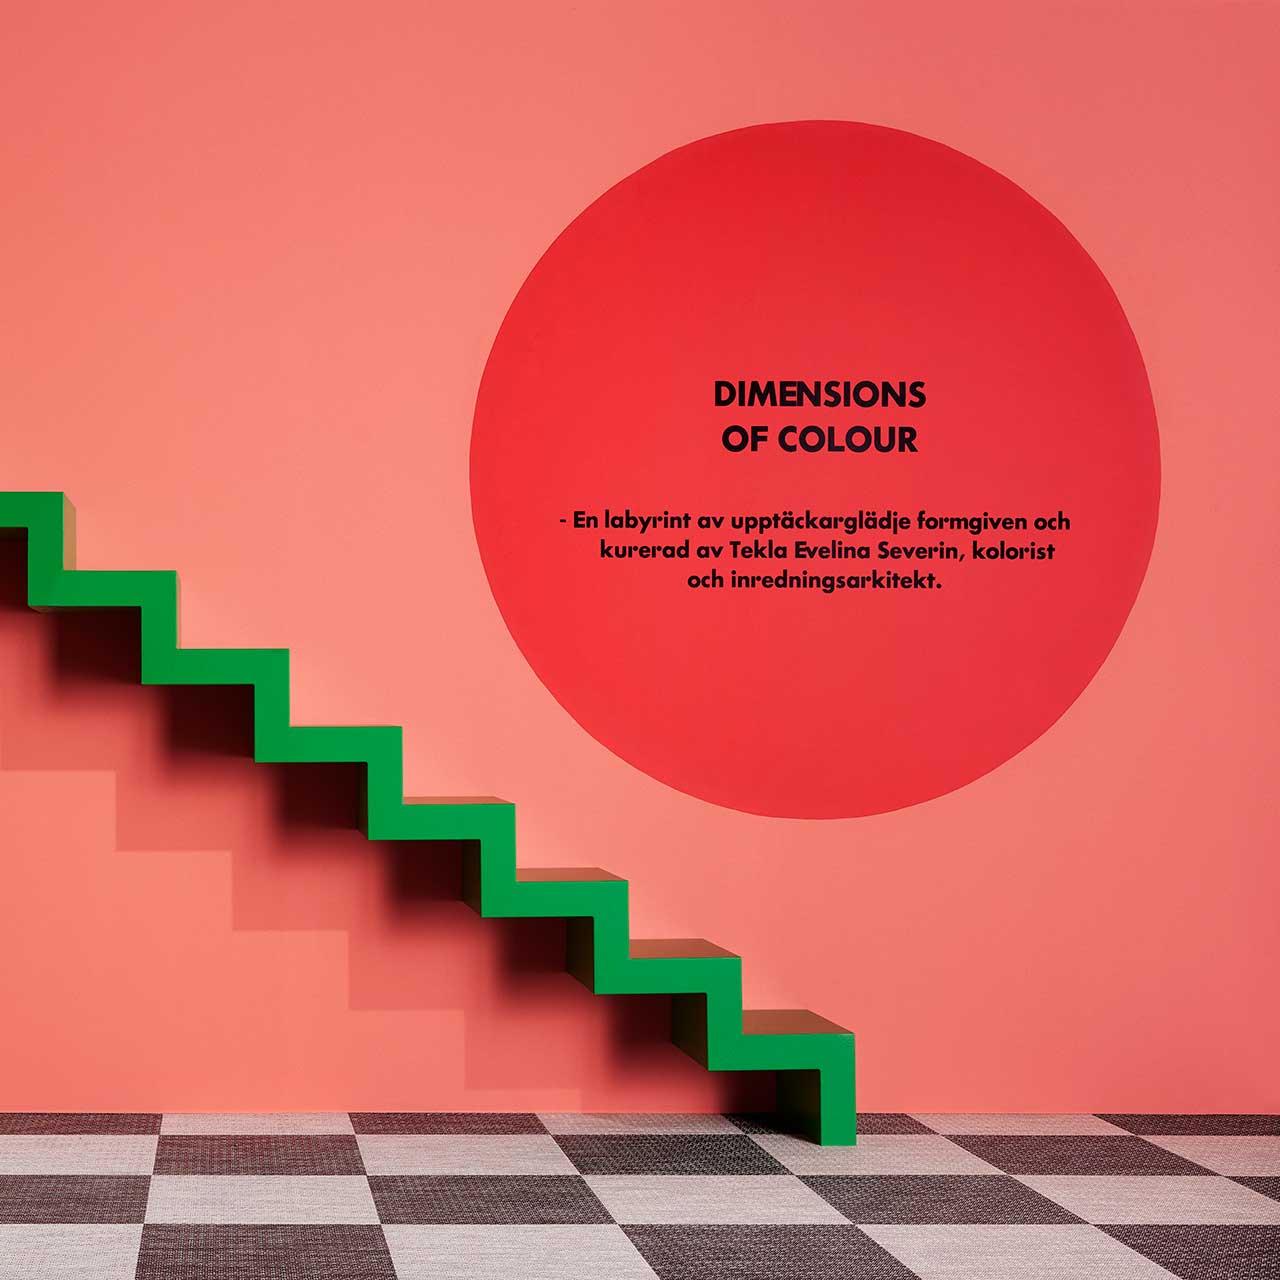 DIMENSIONS
OF COLOUR
- En labyrint av upptäckarglädje formgiven och
kurerad av Tekla Evelina Severin, kolorist
och inredningsarkitekt.